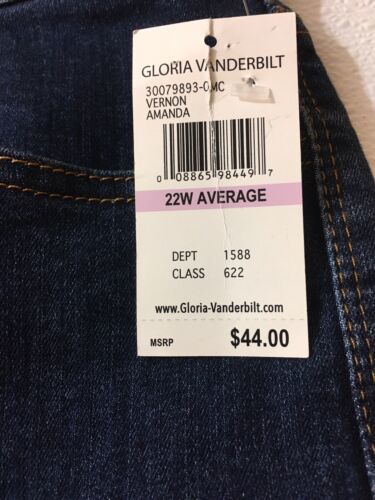 GLORIA VANDERBILT
30079893-0MC
VERNON
AMANDA
0 08865 98449 7
22W AVERAGE
DEPT 1588
CLASS 622
www.Gloria-Vanderbilt.com
MSRP $44.00